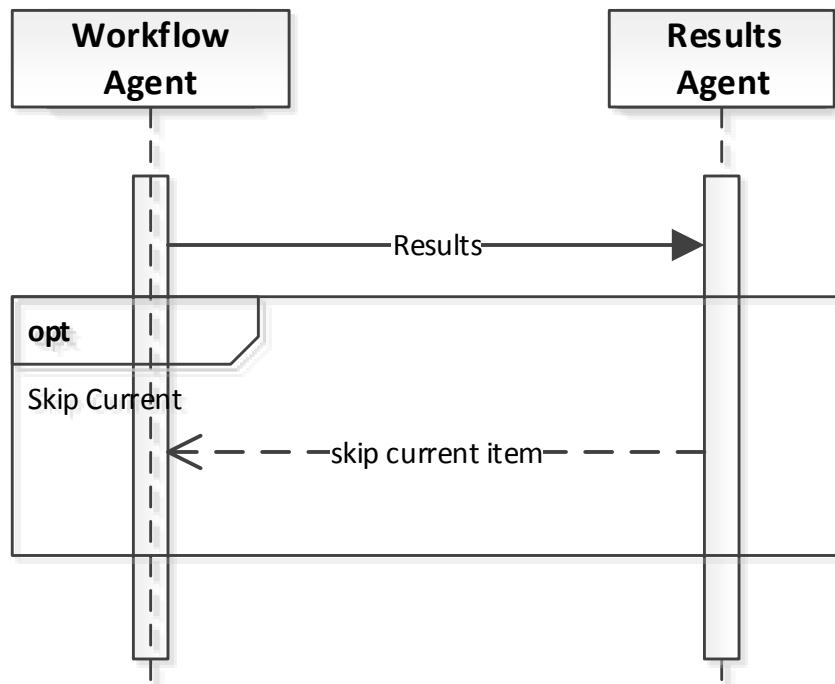 Workflow
Agent
Results
Agent
Results
opt
Skip Current
skip current item